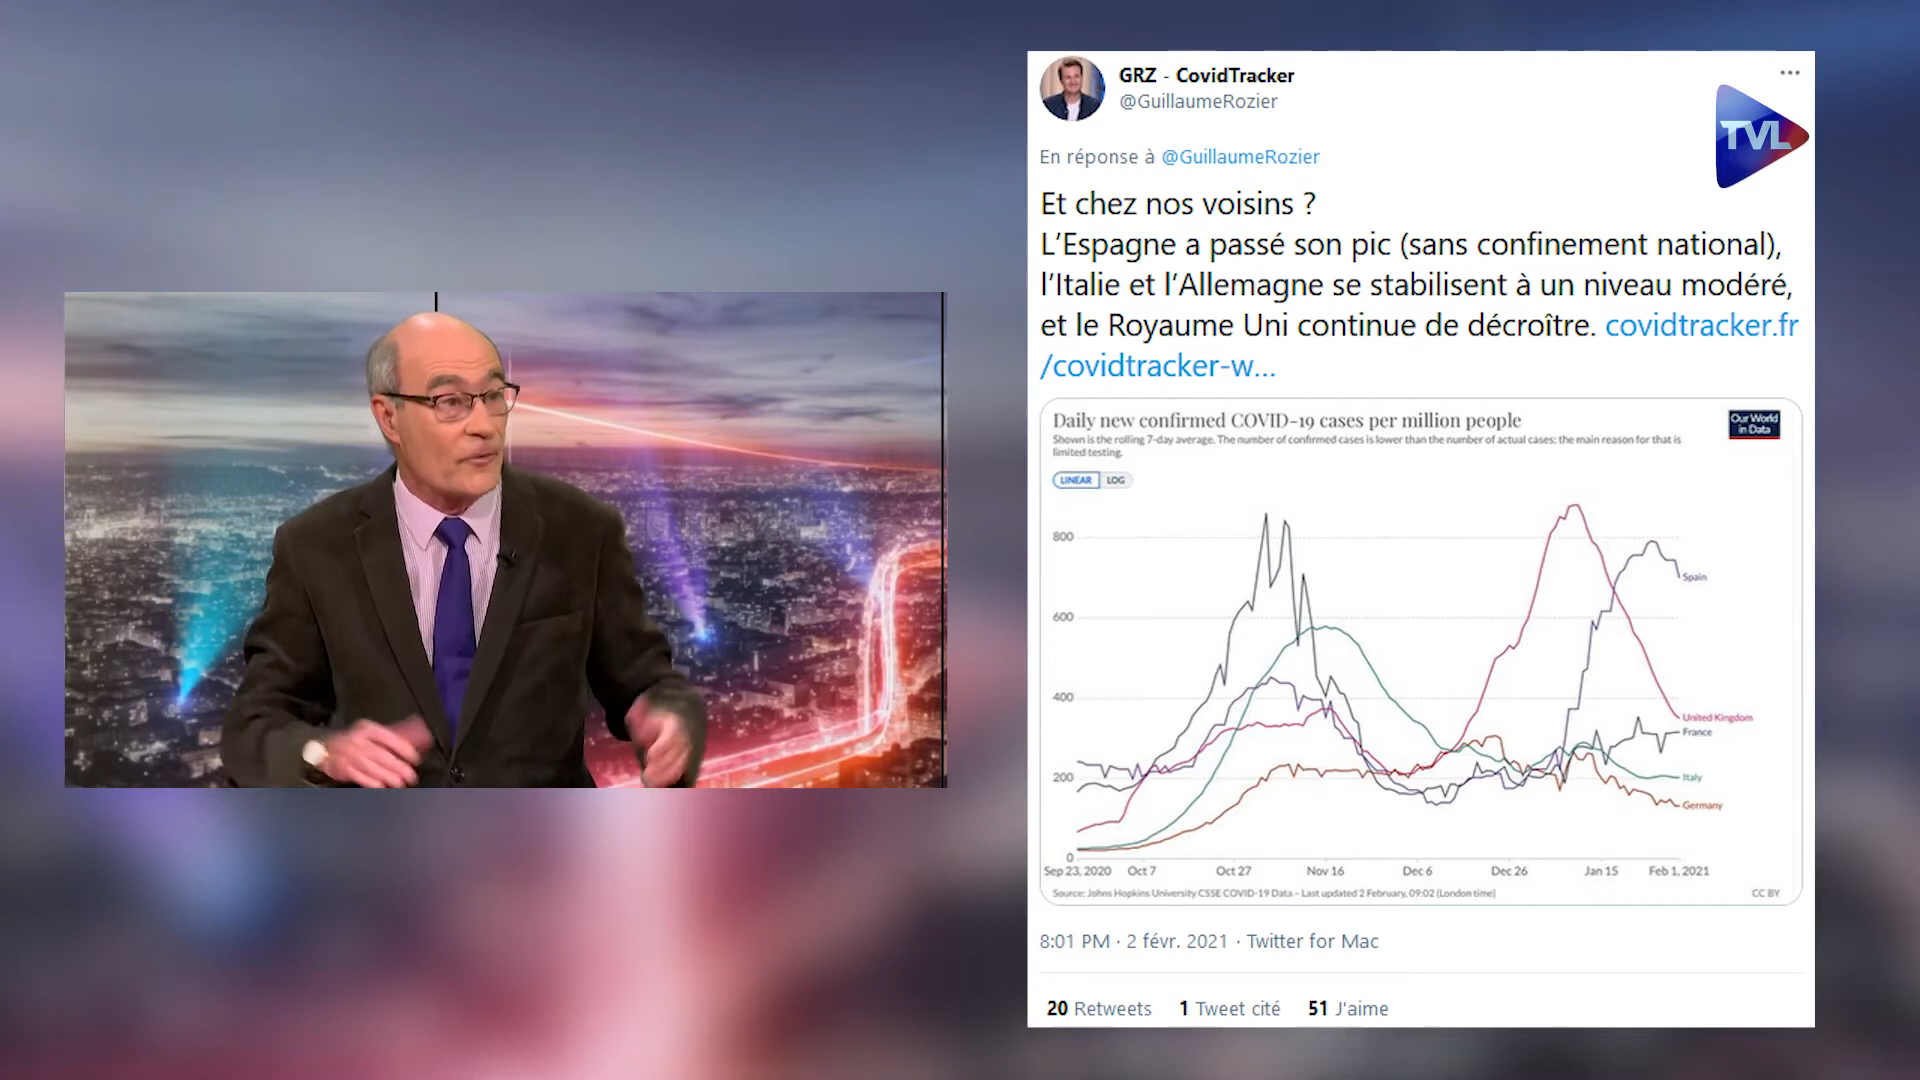 GRZ - CovidTracker
@GuillaumeRozier
TVL
En réponse à @GuillaumeRozier
Et chez nos voisins ?
L'Espagne a passé son pic (sans confinement national),
l'Italie et l'Allemagne se stabilisent à un niveau modéré,
et le Royaume Uni continue de décroître. covidtracker.fr
/covidtracker-w...
Daily new confirmed COVID-19 cases per million people
Our World
in Data
Shown is the rolling 7-day average. The number of confirmed cases is lower than the number of actual cases; the main reason for that is
limited testing.
LINEAR LOG
800
Spain
600
400
United Kingdom
France
200
Italy
Germany
0
Sep 23, 2020 Oct 7 Oct 27 Nov 16 Dec 6 Dec 26 Jan 15 Feb 1, 2021
Source: Johns Hopkins University CSSE COVID-19 Data – Last updated 2 February, 09:02 (London time) CC BY
8:01 PM · 2 févr. 2021 · Twitter for Mac
20 Retweets 1 Tweet cité 51 J'aime